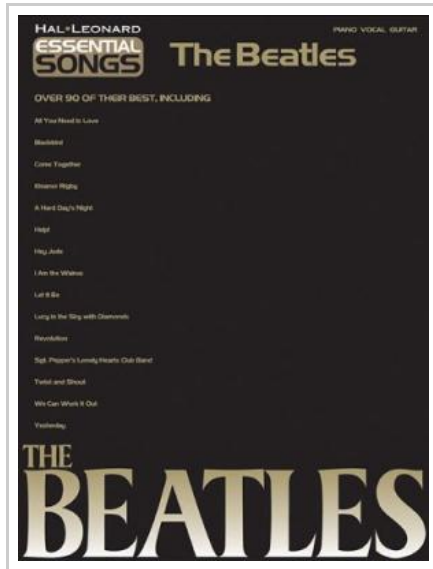 HAL•LEONARD
PIANO VOCAL GUITAR
ESSENTIAL
SONGS
The Beatles
OVER 90 OF THEIR BEST, INCLUDING
All You Need Is Love
Blackbird
Come Together
Eleanor Rigby
A Hard Day's Night
Help!
Hey Jude
I Am the Walrus
Let It Be
Lucy in the Sky with Diamonds
Revolution
Sgt. Pepper's Lonely Hearts Club Band
Twist and Shout
We Can Work It Out
Yesterday
THE
BEATLES